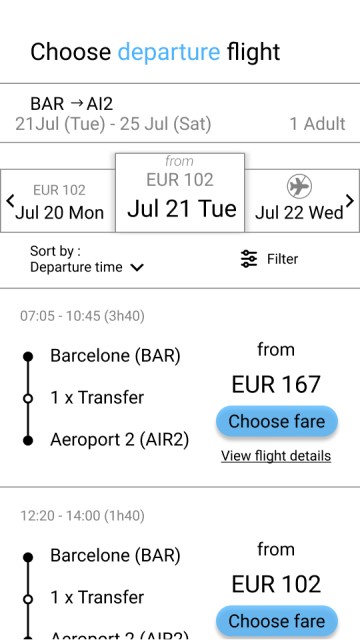 Choose departure flight
BAR → AI2
21Jul (Tue) - 25 Jul (Sat) 1 Adult
EUR 102
Jul 20 Mon
from
EUR 102
Jul 21 Tue
Jul 22 Wed
Sort by :
Departure time
Filter
07:05 - 10:45 (3h40)
Barcelone (BAR)
1 x Transfer
Aeroport 2 (AIR2)
from
EUR 167
Choose fare
View flight details
12:20 - 14:00 (1h40)
Barcelone (BAR)
1 x Transfer
Aeroport 2 (AIR2)
from
EUR 102
Choose fare